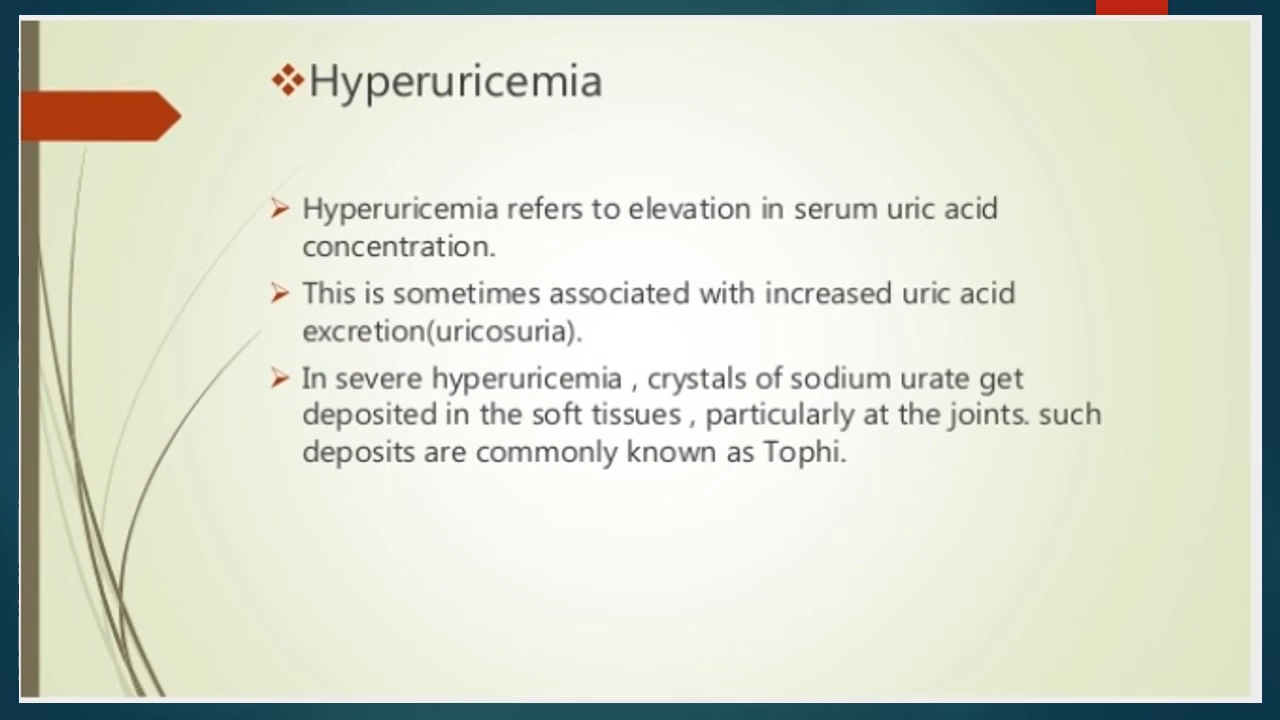 Hyperuricemia
Hyperuricemia refers to elevation in serum uric acid
concentration.
This is sometimes associated with increased uric acid
excretion(uricosuria).
In severe hyperuricemia , crystals of sodium urate get
deposited in the soft tissues , particularly at the joints. such
deposits are commonly known as Tophi.